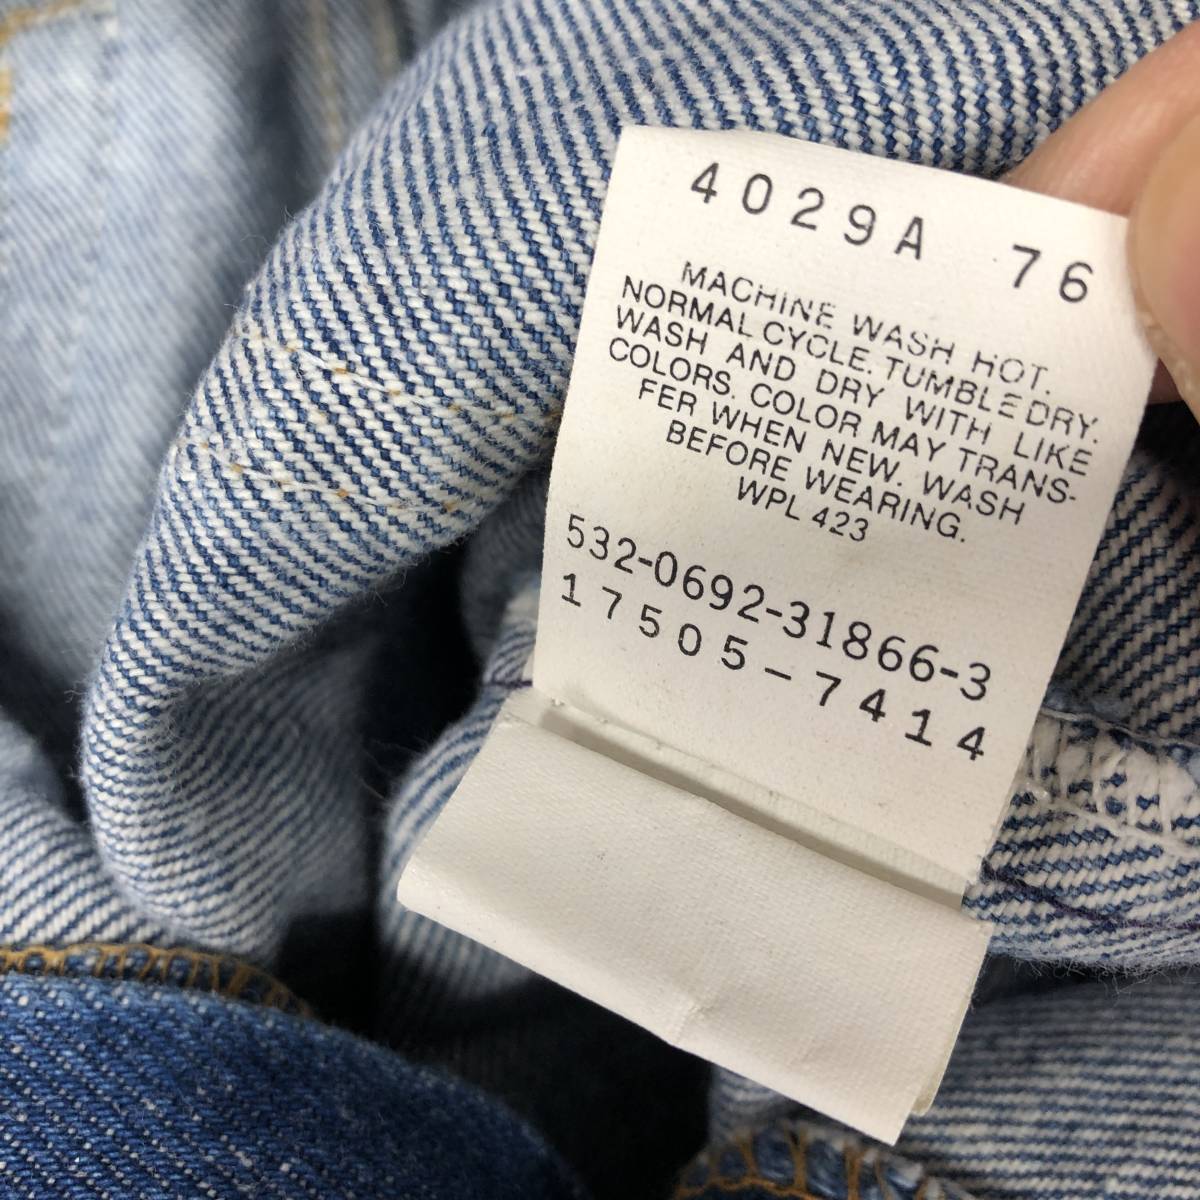 4029A 76
MACHINE WASH HOT.
NORMAL CYCLE. TUMBLE DRY.
WASH AND DRY WITH LIKE
COLORS. COLOR MAY TRANS-
FER WHEN NEW. WASH
BEFORE WEARING.
WPL 423
532-0692-31866-3
17505-7414